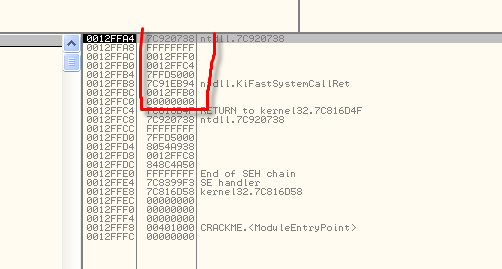 0012FFA4 7C920738 ntdll.7C920738
0012FFA8 FFFFFFFF
0012FFAC 0012FFF0
0012FFB0 0012FFC4
0012FFB4 7FFD5000
0012FFB8 7C91EB94 ntdll.KiFastSystemCallRet
0012FFBC 0012FFB0
0012FFC0 00000000
0012FFC4 7C816D4F RETURN to kernel32.7C816D4F
0012FFC8 7C920738 ntdll.7C920738
0012FFCC FFFFFFFF
0012FFD0 7FFD5000
0012FFD4 8054A938
0012FFD8 0012FFC8
0012FFDC 848C4A50
0012FFE0 FFFFFFFF End of SEH chain
0012FFE4 7C8399F3 SE handler
0012FFE8 7C816D58 kernel32.7C816D58
0012FFEC 00000000
0012FFF0 00000000
0012FFF4 00000000
0012FFF8 00401000 CRACKME.<ModuleEntryPoint>
0012FFFC 00000000